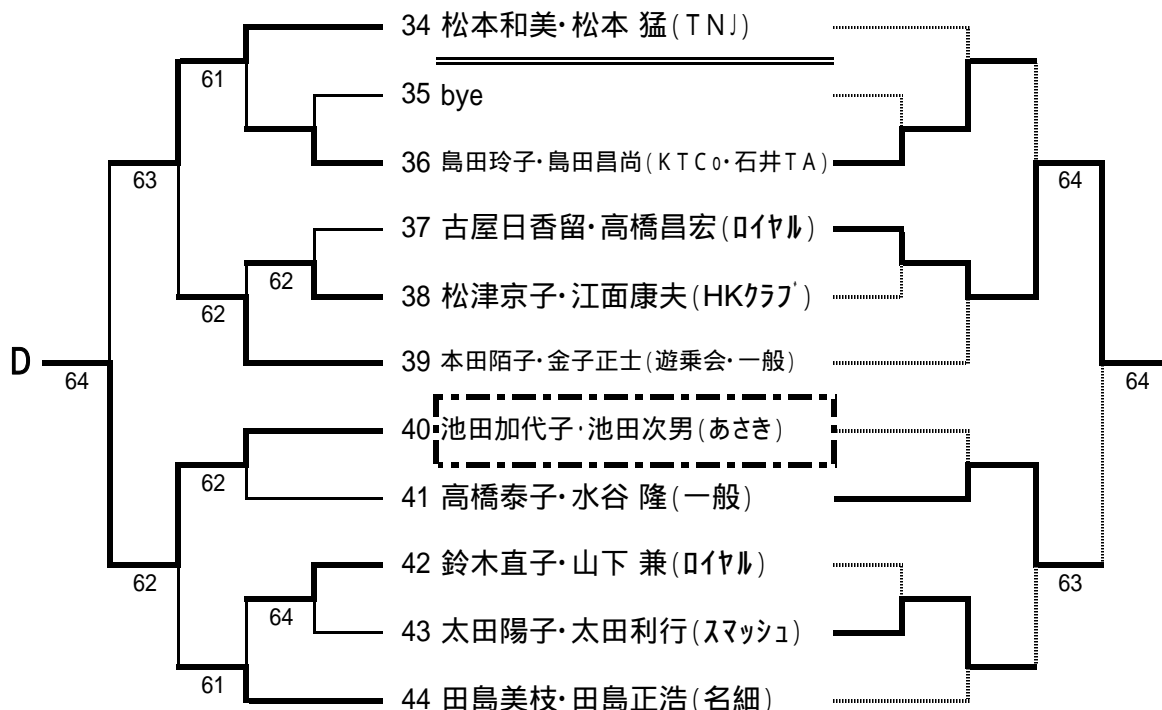 34 松本和美・松本 猛(TNJ)
61
35 bye
36 島田玲子・島田昌尚(KTCo・石井TA)
63
64
37 古屋日香留・高橋昌宏(ロイヤル)
62
38 松津京子・江面康夫(HKクラブ)
62
D
39 本田陌子・金子正士(遊乗会・一般)
64
64
40 池田加代子・池田次男(あさき)
62
41 高橋泰子・水谷 隆(一般)
42 鈴木直子・山下 兼(ロイヤル)
62
63
64
43 太田陽子・太田利行(スマッシュ)
61
44 田島美枝・田島正浩(名細)